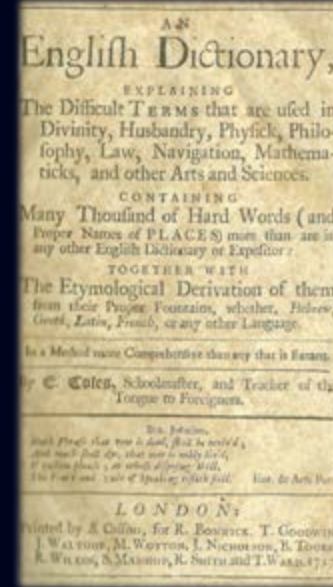 AN
Engliſh Dictionary,
EXPLAINING
The Difficult TERMS that are uſed in
Divinity, Husbandry, Phyſick, Philo-
ſophy, Law, Navigation, Mathema-
ticks, and other Arts and Sciences.
CONTAINING
Many Thouſand of Hard Words (and
Proper Names of PLACES) more than are in
any other Engliſh Dictionary or Expoſitor:
TOGETHER WITH
The Etymological Derivation of them
from their Proper Fountains, whether, Hebrew,
Greek, Latin, French, or any other Language.
In a Method more Comprehenſive than any that is Extant.
By E. Coles, Schoolmaſter, and Teacher of the
Tongue to Foreigners.
LONDON:
Printed by for R. BONWICK. T. GOODWIN
J. WALTHOE, M. WOTTON, J. NICHOLSON, B. TOOKE
R. WILKIN, R. SMITH and T. WARD.